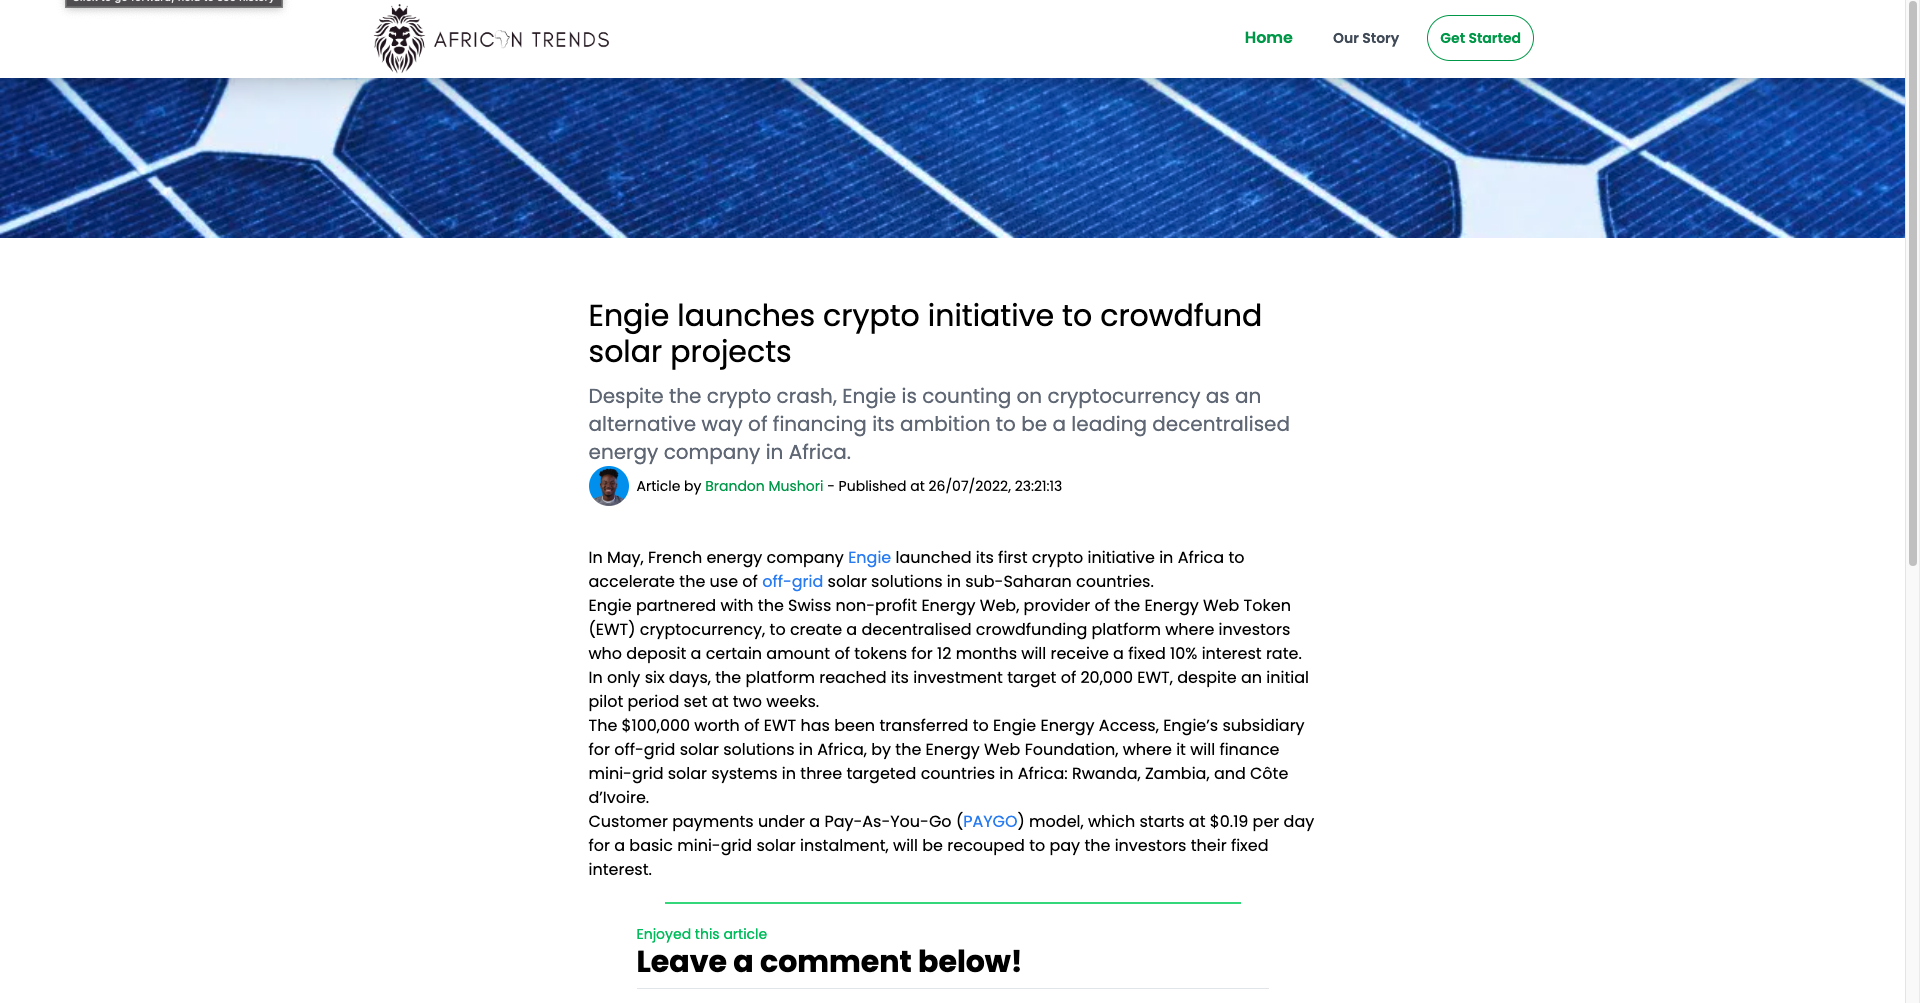 AFRICAN TRENDS
Home
Our Story
Get Started
Engie launches crypto initiative to crowdfund
solar projects
Despite the crypto crash, Engie is counting on cryptocurrency as an
alternative way of financing its ambition to be a leading decentralised
energy company in Africa.
Article by Brandon Mushori - Published at 26/07/2022, 23:21:13
In May, French energy company Engie launched its first crypto initiative in Africa to
accelerate the use of off-grid solar solutions in sub-Saharan countries.
Engie partnered with the Swiss non-profit Energy Web, provider of the Energy Web Token
(EWT) cryptocurrency, to create a decentralised crowdfunding platform where investors
who deposit a certain amount of tokens for 12 months will receive a fixed 10% interest rate.
In only six days, the platform reached its investment target of 20,000 EWT, despite an initial
pilot period set at two weeks.
The $100,000 worth of EWT has been transferred to Engie Energy Access, Engie’s subsidiary
for off-grid solar solutions in Africa, by the Energy Web Foundation, where it will finance
mini-grid solar systems in three targeted countries in Africa: Rwanda, Zambia, and Côte
d’Ivoire.
Customer payments under a Pay-As-You-Go (PAYGO) model, which starts at $0.19 per day
for a basic mini-grid solar instalment, will be recouped to pay the investors their fixed
interest.
Enjoyed this article
Leave a comment below!